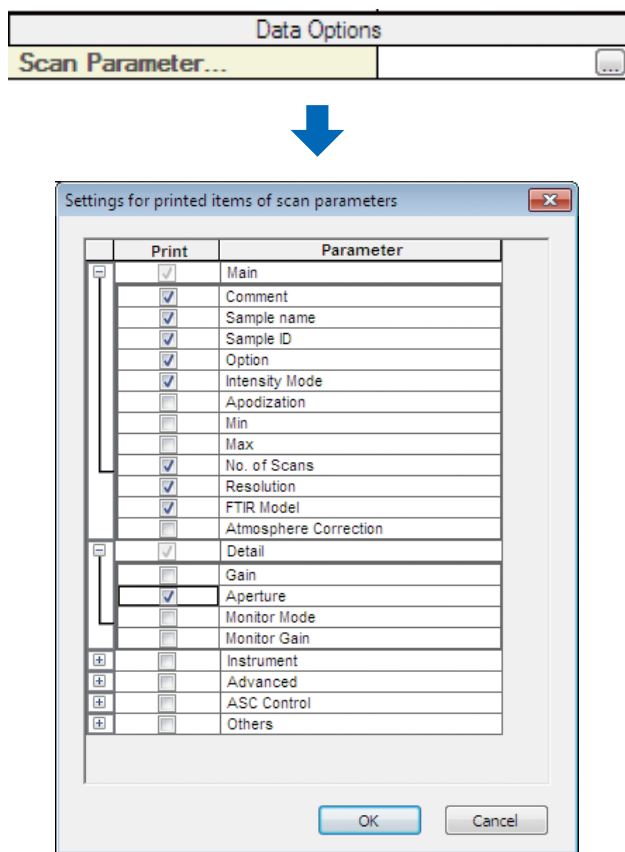 Data Options
Scan Parameter... ...
Settings for printed items of scan parameters
Print Parameter
Main
Comment
Sample name
Sample ID
Option
Intensity Mode
Apodization
Min
Max
No. of Scans
Resolution
FTIR Model
Atmosphere Correction
Detail
Gain
Aperture
Monitor Mode
Monitor Gain
Instrument
Advanced
ASC Control
Others
OK Cancel